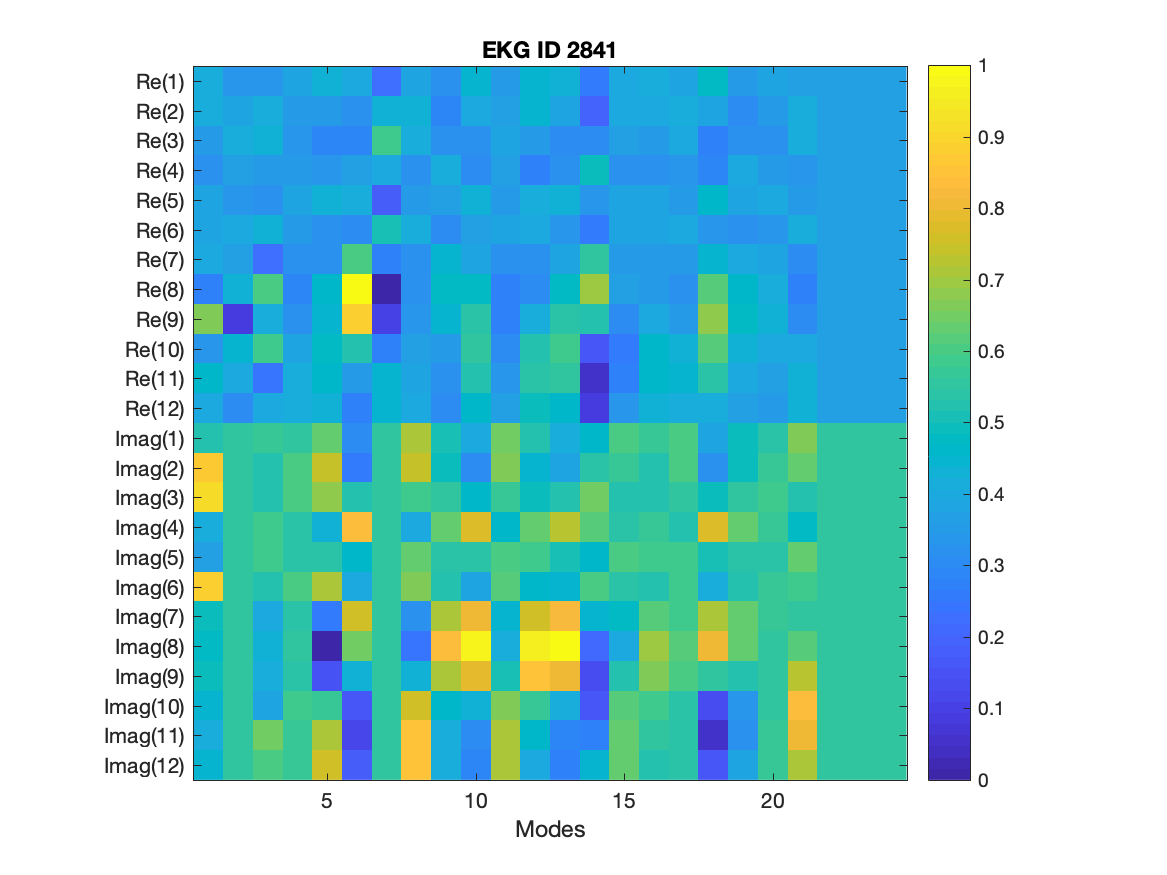 EKG ID 2841
Re(1)
Re(2)
Re(3)
Re(4)
Re(5)
Re(6)
Re(7)
Re(8)
Re(9)
Re(10)
Re(11)
Re(12)
Imag(1)
Imag(2)
Imag(3)
Imag(4)
Imag(5)
Imag(6)
Imag(7)
Imag(8)
Imag(9)
Imag(10)
Imag(11)
Imag(12)
5 10 15 20
Modes
1
0.9
0.8
0.7
0.6
0.5
0.4
0.3
0.2
0.1
0